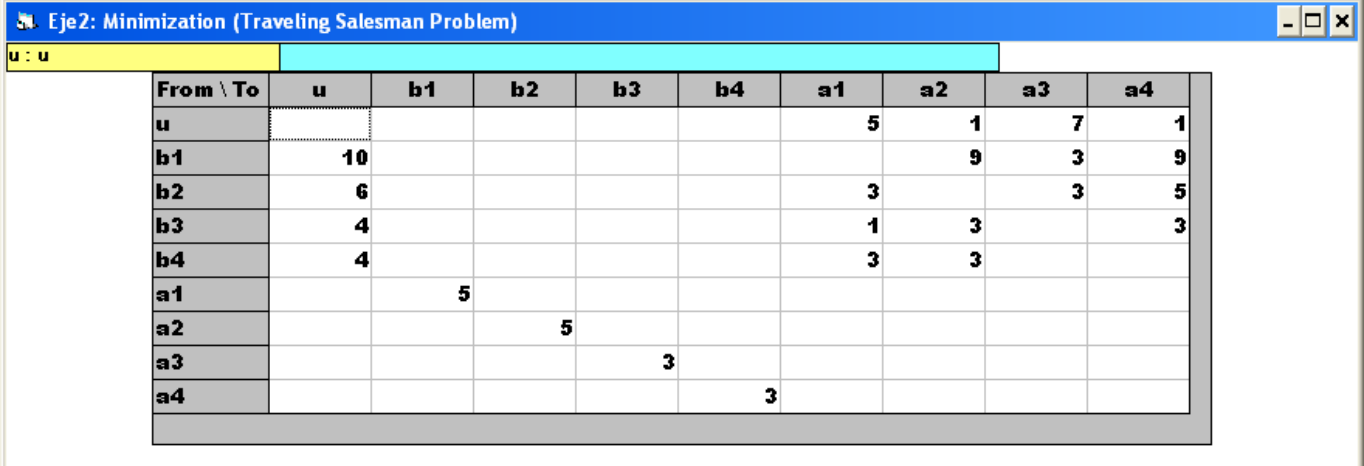 Eje2: Minimization (Traveling Salesman Problem)
u : u
From \ To u b1 b2 b3 b4 a1 a2 a3 a4
u 5 1 7 1
b1 10 9 3 9
b2 6 3 3 5
b3 4 1 3 3
b4 4 3 3
a1 5
a2 5
a3 3
a4 3